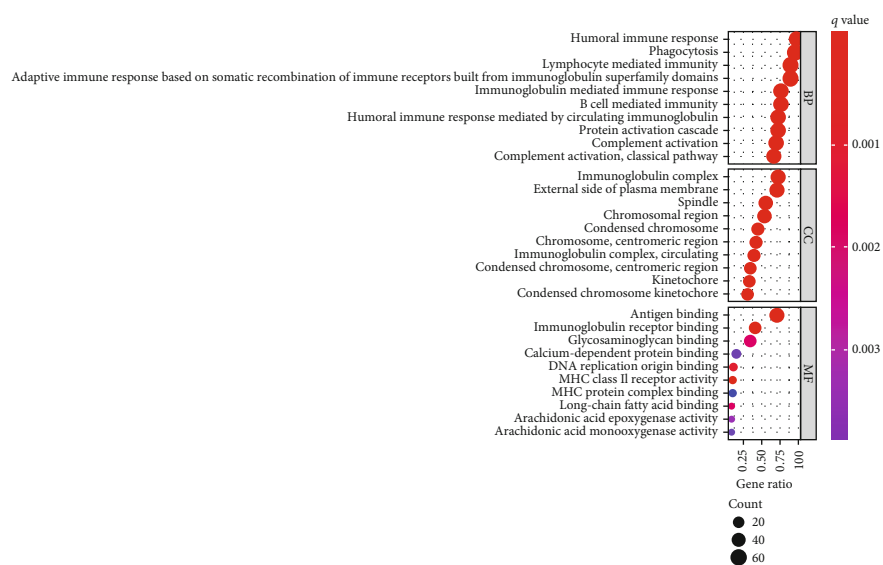 q value
Humoral immune response
Phagocytosis
Lymphocyte mediated immunity
Adaptive immune response based on somatic recombination of immune receptors built from immunoglobulin superfamily domains
Immunoglobulin mediated immune response
B cell mediated immunity
Humoral immune response mediated by circulating immunoglobulin
Protein activation cascade
Complement activation
Complement activation, classical pathway
BP
Immunoglobulin complex
External side of plasma membrane
Spindle
Chromosomal region
Condensed chromosome
Chromosome, centromeric region
Immunoglobulin complex, circulating
Condensed chromosome, centromeric region
Kinetochore
Condensed chromosome kinetochore
CC
Antigen binding
Immunoglobulin receptor binding
Glycosaminoglycan binding
Calcium-dependent protein binding
DNA replication origin binding
MHC class II receptor activity
MHC protein complex binding
Long-chain fatty acid binding
Arachidonic acid epoxygenase activity
Arachidonic acid monooxygenase activity
MF
0.001
0.002
0.003
0.25
0.50
0.75
100
Gene ratio
Count
20
40
60